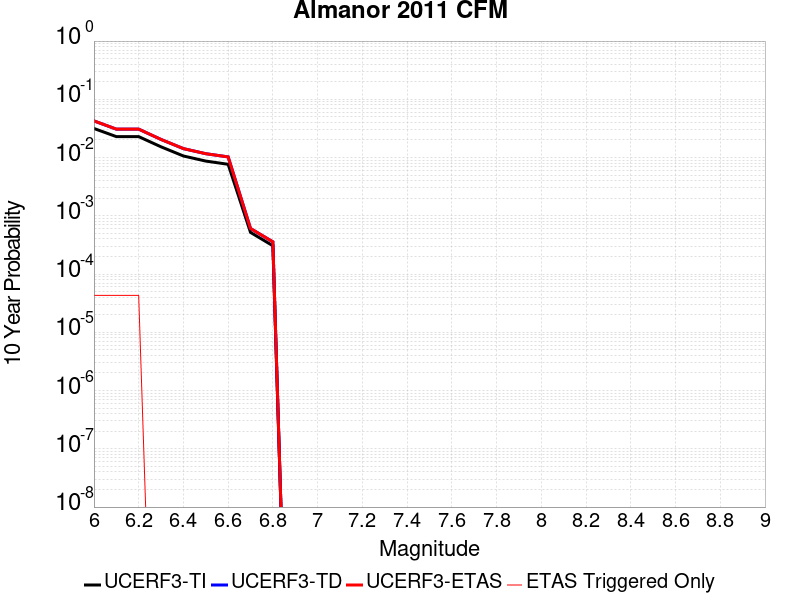 Almanor 2011 CFM
10 Year Probability
10^0
10^-1
10^-2
10^-3
10^-4
10^-5
10^-6
10^-7
10^-8
6 6.2 6.4 6.6 6.8 7 7.2 7.4 7.6 7.8 8 8.2 8.4 8.6 8.8 9
Magnitude
UCERF3-TI UCERF3-TD UCERF3-ETAS ETAS Triggered Only